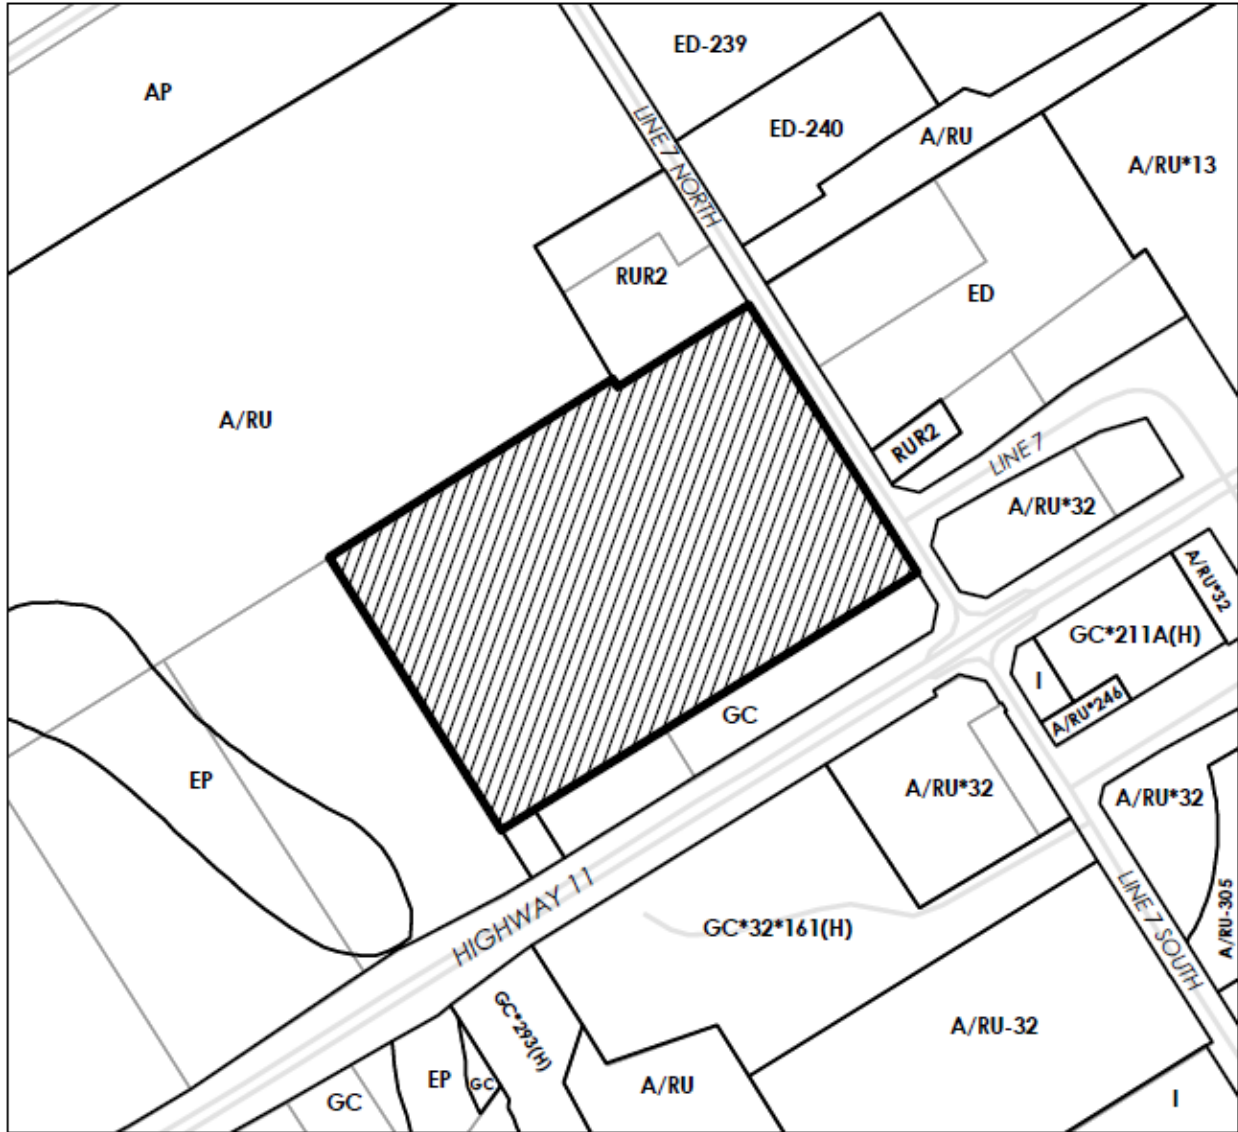 ED-239
AP
ED-240
A/RU
A/RU*13
LINE 7 NORTH
RUR2
ED
A/RU
RUR2
LINE 7
A/RU*32
A/RU*32
GC*211A(H)
I
A/RU*246
GC
EP
A/RU*32
A/RU*32
HIGHWAY 11
GC*32*161(H)
LINE 7 SOUTH
A/RU-305
GC*293(H)
A/RU-32
EP
GC
A/RU
GC
I